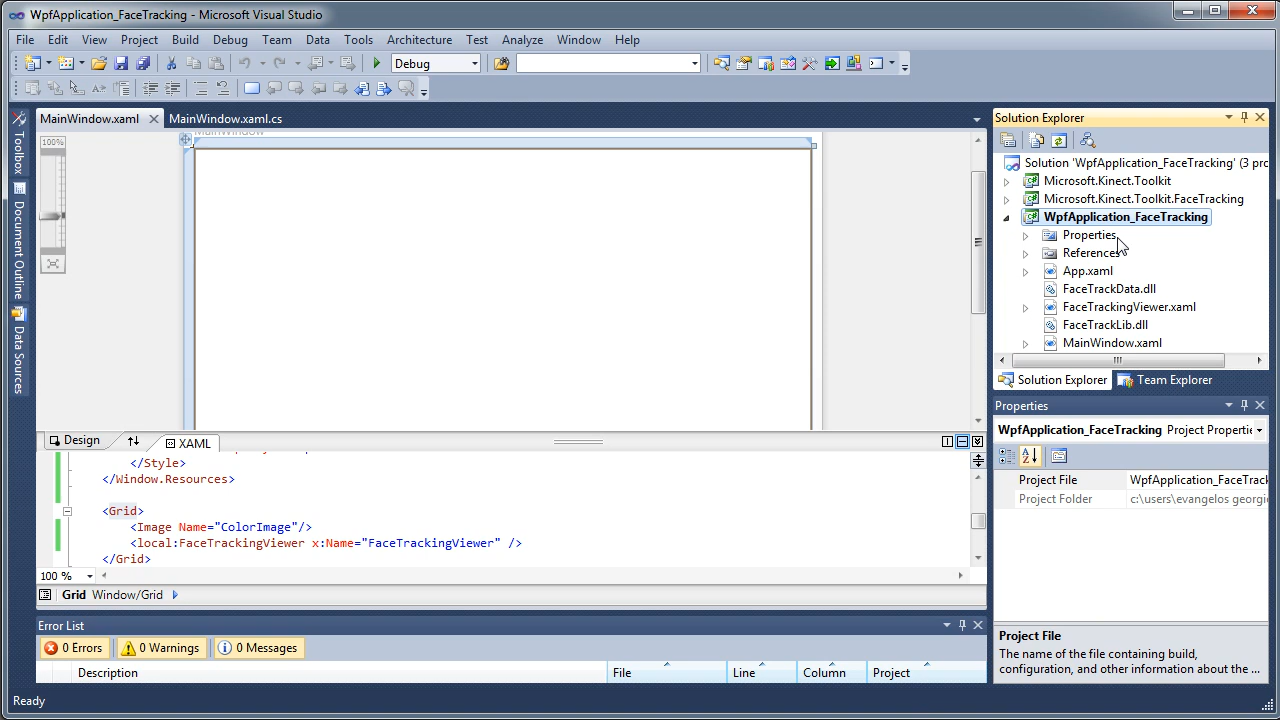 WpfApplication_FaceTracking - Microsoft Visual Studio
File Edit View Project Build Debug Team Data Tools Architecture Test Analyze Window Help
Debug
MainWindow.xaml MainWindow.xaml.cs
Toolbox
Document Outline
Data Sources
100%
MainWindow
Design XAML
</Style>
</Window.Resources>
<Grid>
<Image Name="ColorImage"/>
<local:FaceTrackingViewer x:Name="FaceTrackingViewer" />
</Grid>
100 %
Grid Window/Grid
Error List
0 Errors 0 Warnings 0 Messages
Description File Line Column Project
Ready
Solution Explorer
Solution 'WpfApplication_FaceTracking' (3 pro
Microsoft.Kinect.Toolkit
Microsoft.Kinect.Toolkit.FaceTracking
WpfApplication_FaceTracking
Properties
References
App.xaml
FaceTrackData.dll
FaceTrackingViewer.xaml
FaceTrackLib.dll
MainWindow.xaml
Solution Explorer Team Explorer
Properties
WpfApplication_FaceTracking Project Propertie
Project File WpfApplication_FaceTrack
Project Folder c:\users\evangelos georgi
Project File
The name of the file containing build,
configuration, and other information about the ...